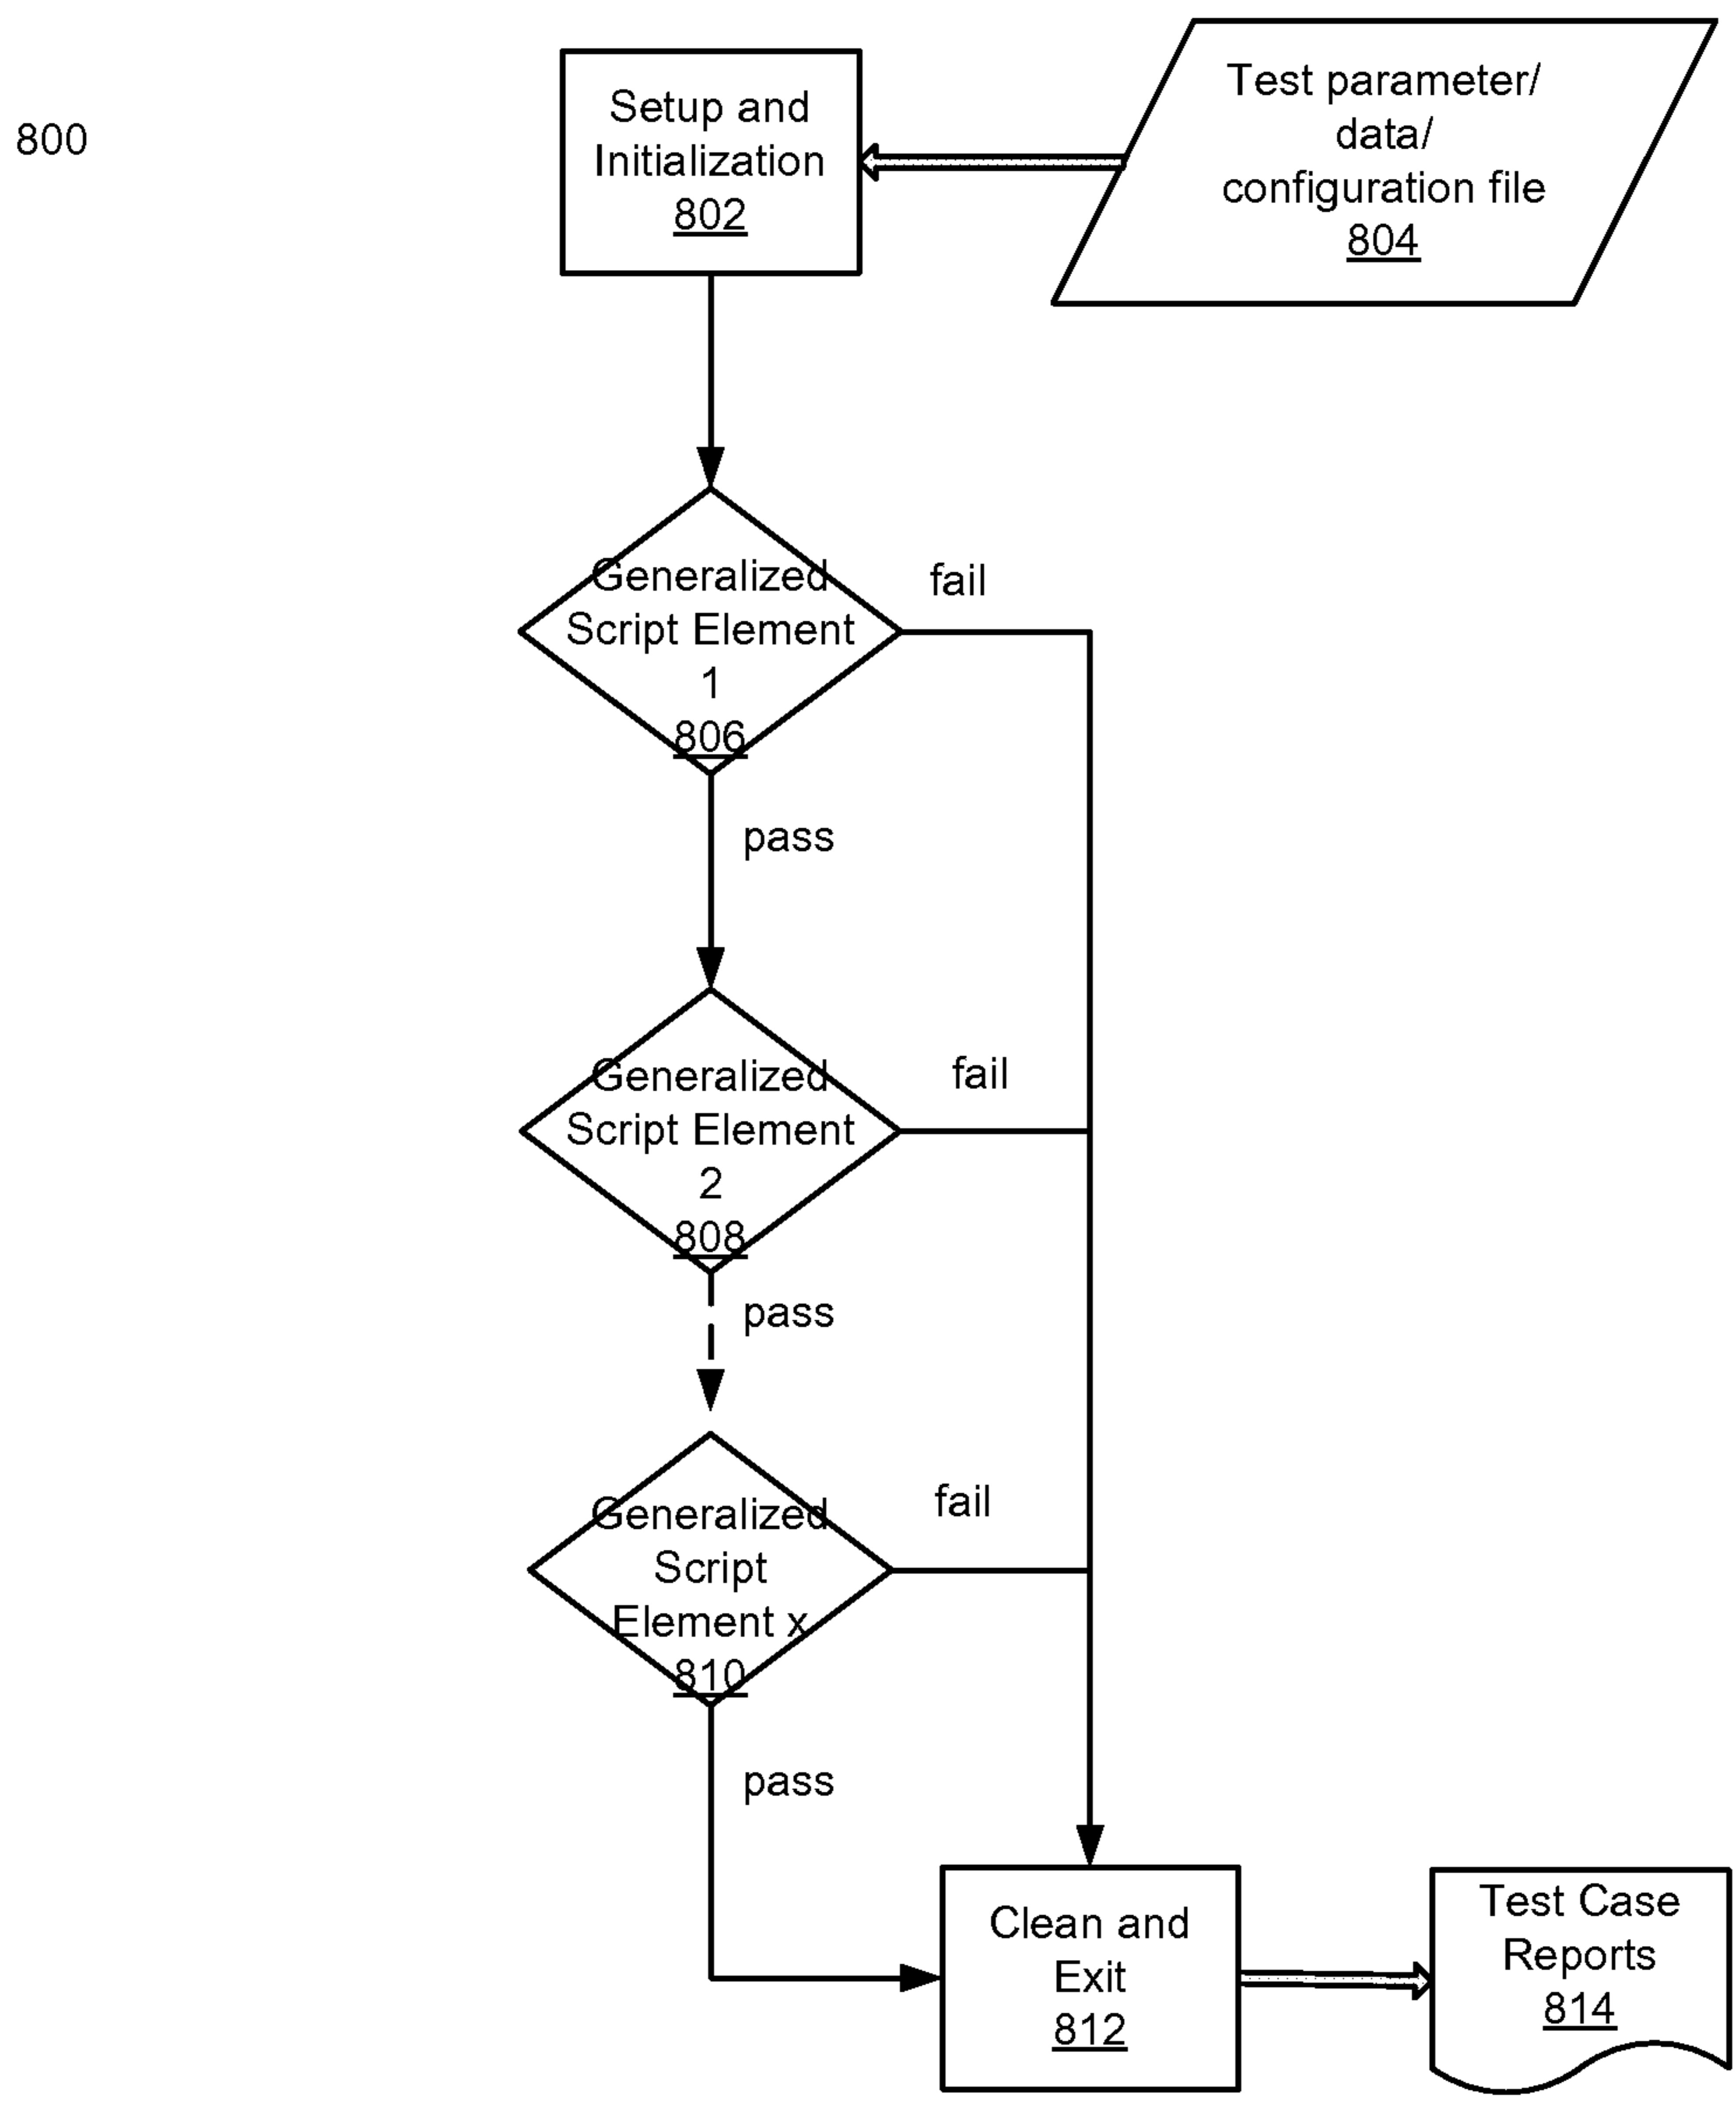 800
Setup and
Initialization
802
Test parameter/
data/
configuration file
804
Generalized
Script Element
1
806
fail
pass
Generalized
Script Element
2
808
fail
pass
Generalized
Script
Element x
810
fail
pass
Clean and
Exit
812
Test Case
Reports
814